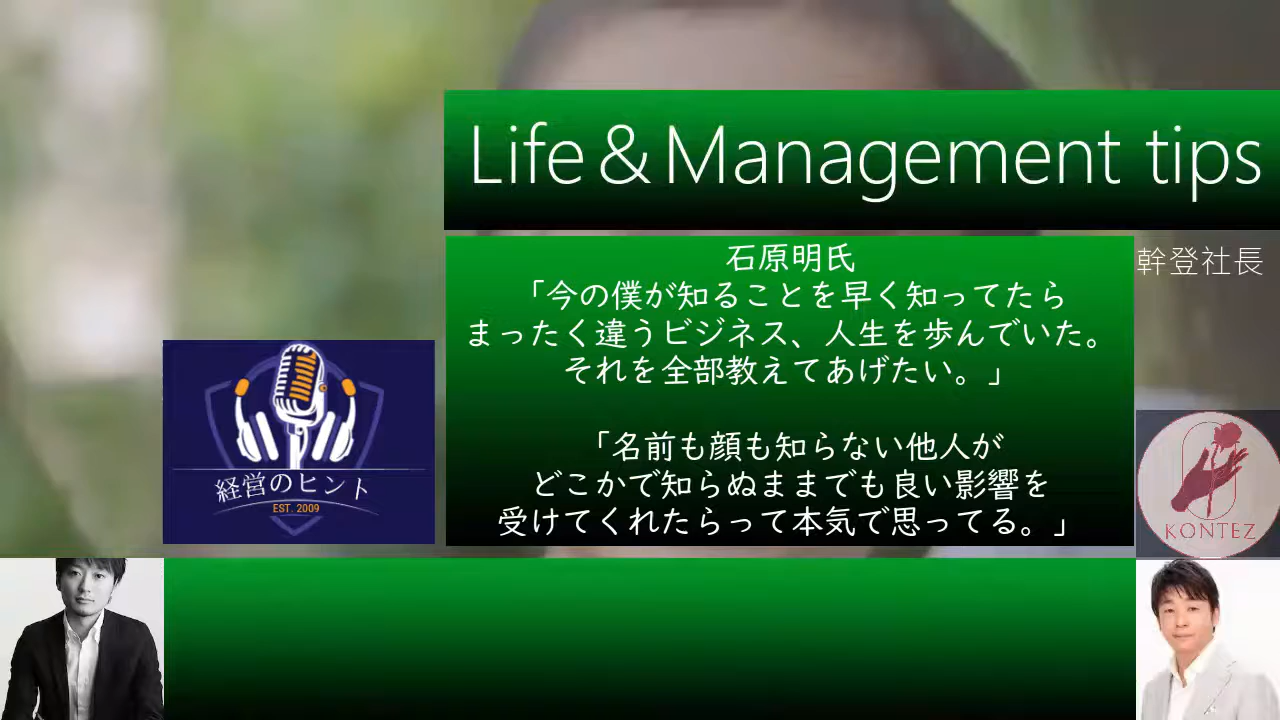 Life＆Management tips
石原明氏
「今の僕が知ることを早く知ってたら
まったく違うビジネス、人生を歩んでいた。
それを全部教えてあげたい。」
「名前も顔も知らない他人が
どこかで知らぬままでも良い影響を
受けてくれたらって本気で思ってる。」
幹登社長
経営のヒント
EST. 2009
KONTEZ